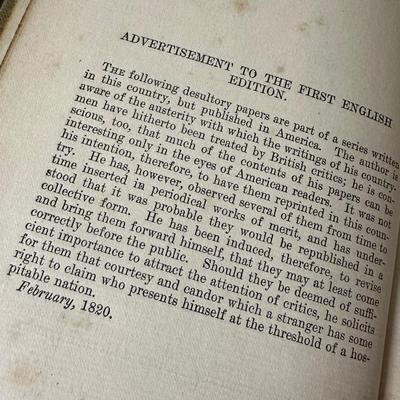 ADVERTISEMENT TO THE FIRST ENGLISH
EDITION.
THE following desultory papers are part of a series written
in this country, but published in America. The author is
aware of the austerity with which the writings of his country-
men have hitherto been treated by British critics; he is con-
scious, too, that much of the contents of his papers can be
interesting only in the eyes of American readers. It was not
his intention, therefore, to have them reprinted in this coun-
try. He has, however, observed several of them from time to
time inserted in periodical works of merit, and has under-
stood that it was probable they would be republished in a
collective form. He has been induced, therefore, to revise
and bring them forward himself, that they may at least come
correctly before the public. Should they be deemed of suffi-
cient importance to attract the attention of critics, he solicits
for them that courtesy and candor which a stranger has some
right to claim who presents himself at the threshold of a hos-
pitable nation.
February, 1820.